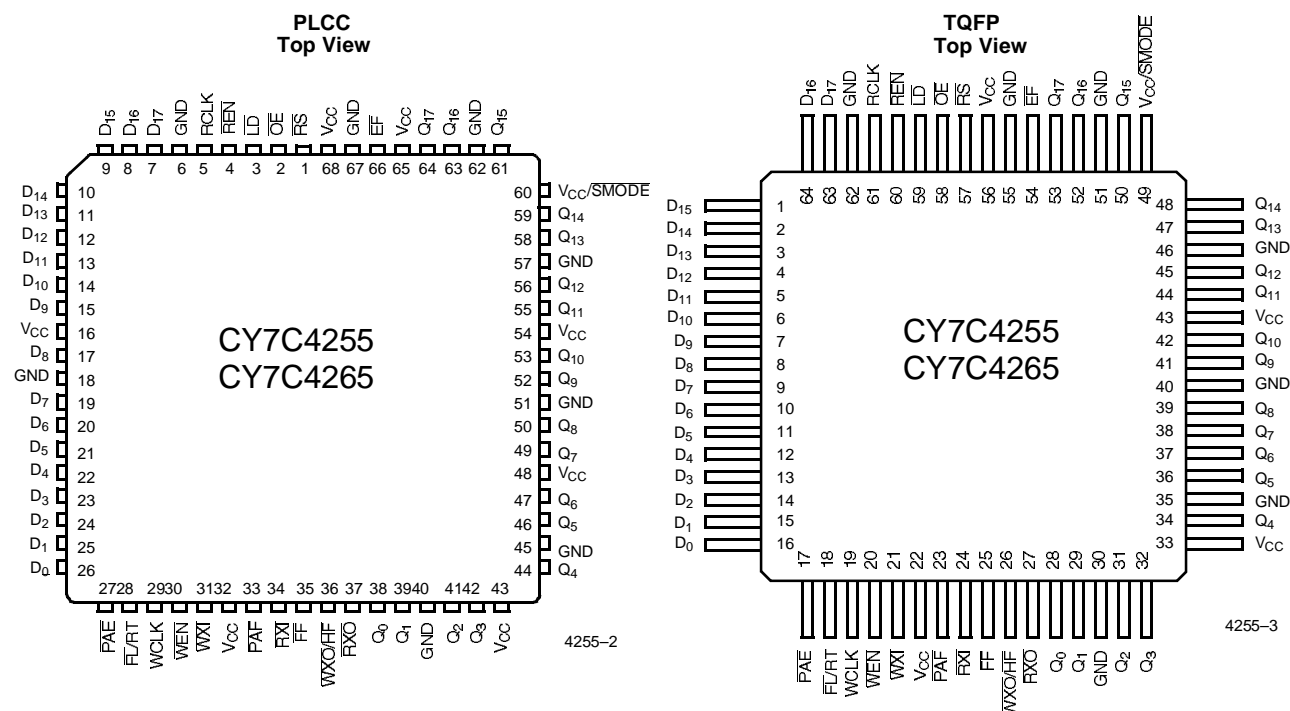 PLCC
Top View
D15 D16 D17 GND RCLK REN LD OE RS VCC GND EF VCC Q17 Q16 GND Q15
9 8 7 6 5 4 3 2 1 68 67 66 65 64 63 62 61
D14 10
D13 11
D12 12
D11 13
D10 14
D9 15
VCC 16
D8 17
GND 18
D7 19
D6 20
D5 21
D4 22
D3 23
D2 24
D1 25
D0 26
CY7C4255
CY7C4265
60 VCC/SMODE
59 Q14
58 Q13
57 GND
56 Q12
55 Q11
54 VCC
53 Q10
52 Q9
51 GND
50 Q8
49 Q7
48 VCC
47 Q6
46 Q5
45 GND
44 Q4
27 28 29 30 31 32 33 34 35 36 37 38 39 40 41 42 43
PAE FL/RT WCLK WEN WXI VCC PAF RXI FF WXO/HF RXO Q0 Q1 GND Q2 Q3 VCC
4255–2
TQFP
Top View
D16 D17 GND RCLK REN LD OE RS VCC GND EF Q17 Q16 GND Q15 VCC/SMODE
64 63 62 61 60 59 58 57 56 55 54 53 52 51 50 49
D15 1
D14 2
D13 3
D12 4
D11 5
D10 6
D9 7
D8 8
D7 9
D6 10
D5 11
D4 12
D3 13
D2 14
D1 15
D0 16
CY7C4255
CY7C4265
48 Q14
47 Q13
46 GND
45 Q12
44 Q11
43 VCC
42 Q10
41 Q9
40 GND
39 Q8
38 Q7
37 Q6
36 Q5
35 GND
34 Q4
33 VCC
17 18 19 20 21 22 23 24 25 26 27 28 29 30 31 32
PAE FL/RT WCLK WEN WXI VCC PAF RXI FF WXO/HF RXO Q0 Q1 GND Q2 Q3
4255–3